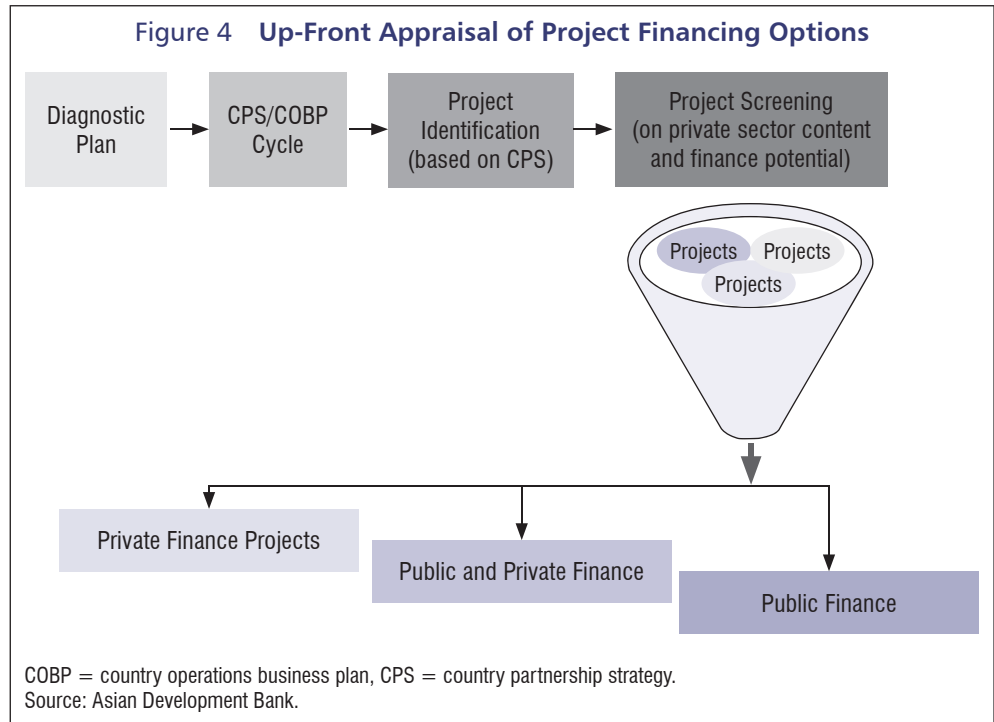 Figure 4 Up-Front Appraisal of Project Financing Options
Diagnostic
Plan
CPS/COBP
Cycle
Project
Identification
(based on CPS)
Project Screening
(on private sector content
and finance potential)
Projects
Projects
Projects
Private Finance Projects
Public and Private Finance
Public Finance
COBP = country operations business plan, CPS = country partnership strategy.
Source: Asian Development Bank.